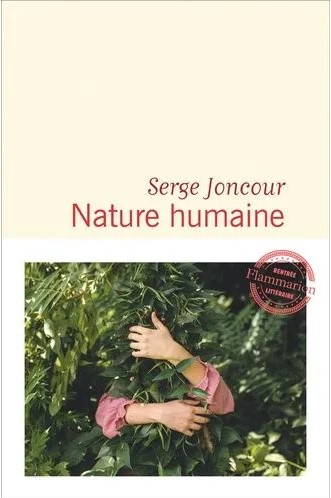 Serge Joncour
Nature humaine
RENTRÉE
Flammarion
LITTÉRAIRE